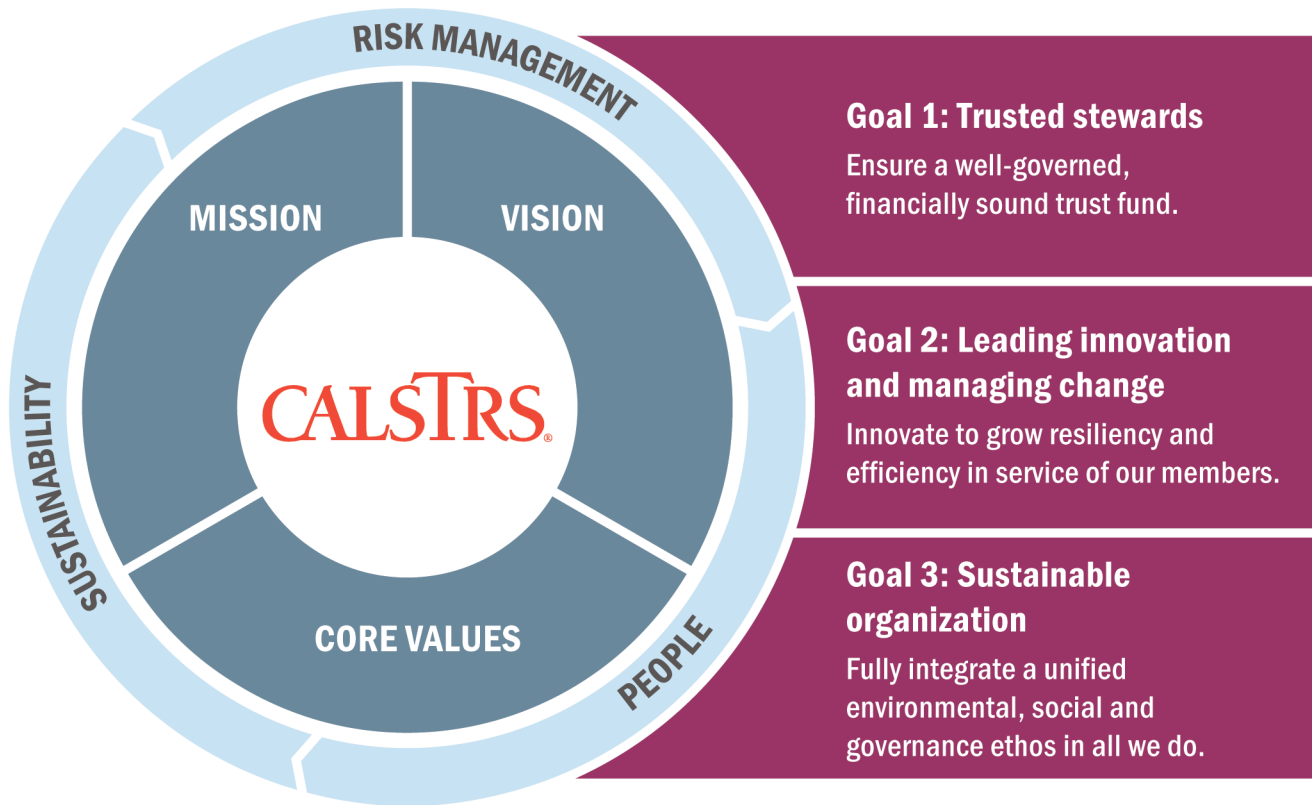 RISK MANAGEMENT
MISSION
VISION
CALSTRS®
SUSTAINABILITY
CORE VALUES
PEOPLE
Goal 1: Trusted stewards
Ensure a well-governed,
financially sound trust fund.
Goal 2: Leading innovation
and managing change
Innovate to grow resiliency and
efficiency in service of our members.
Goal 3: Sustainable
organization
Fully integrate a unified
environmental, social and
governance ethos in all we do.